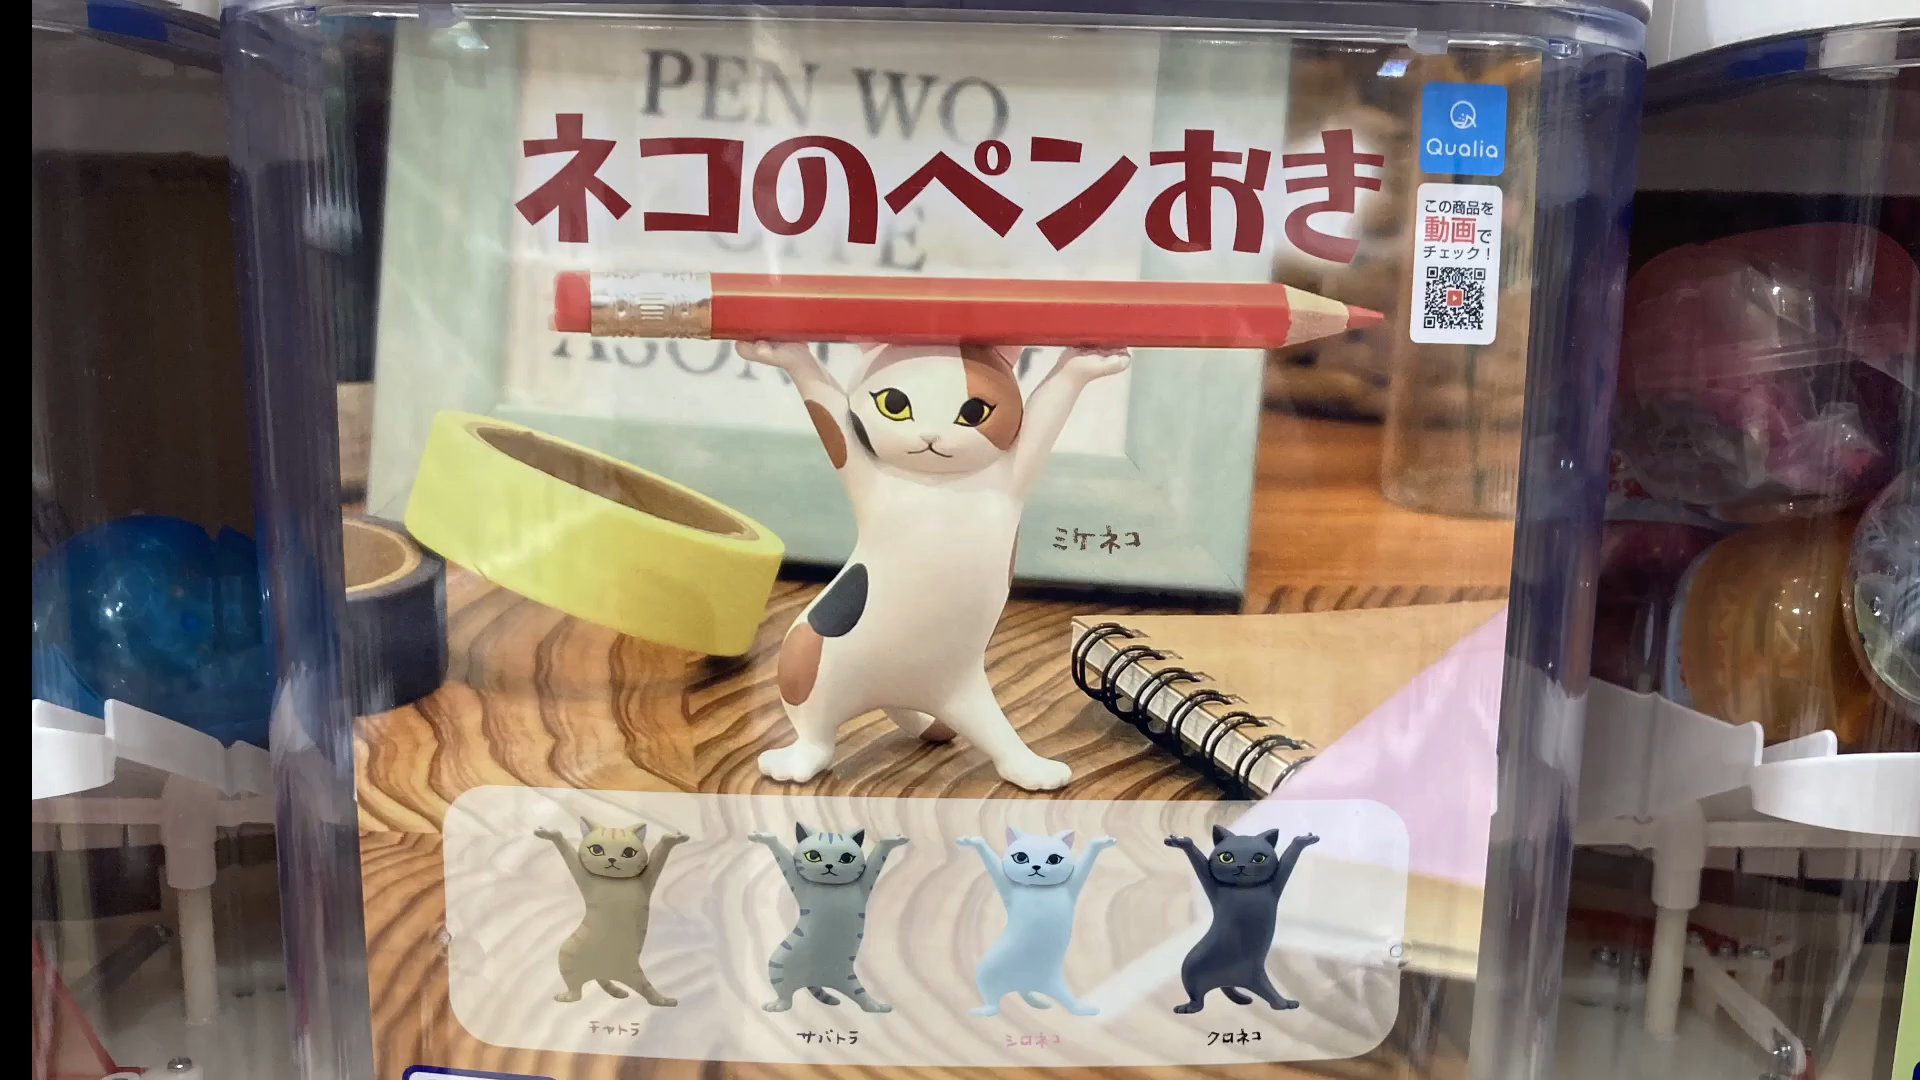 PEN WO
ネコのペンおき
Qualia
この商品を
動画で
チェック！
ミケネコ
チャトラ
サバトラ
シロネコ
クロネコ